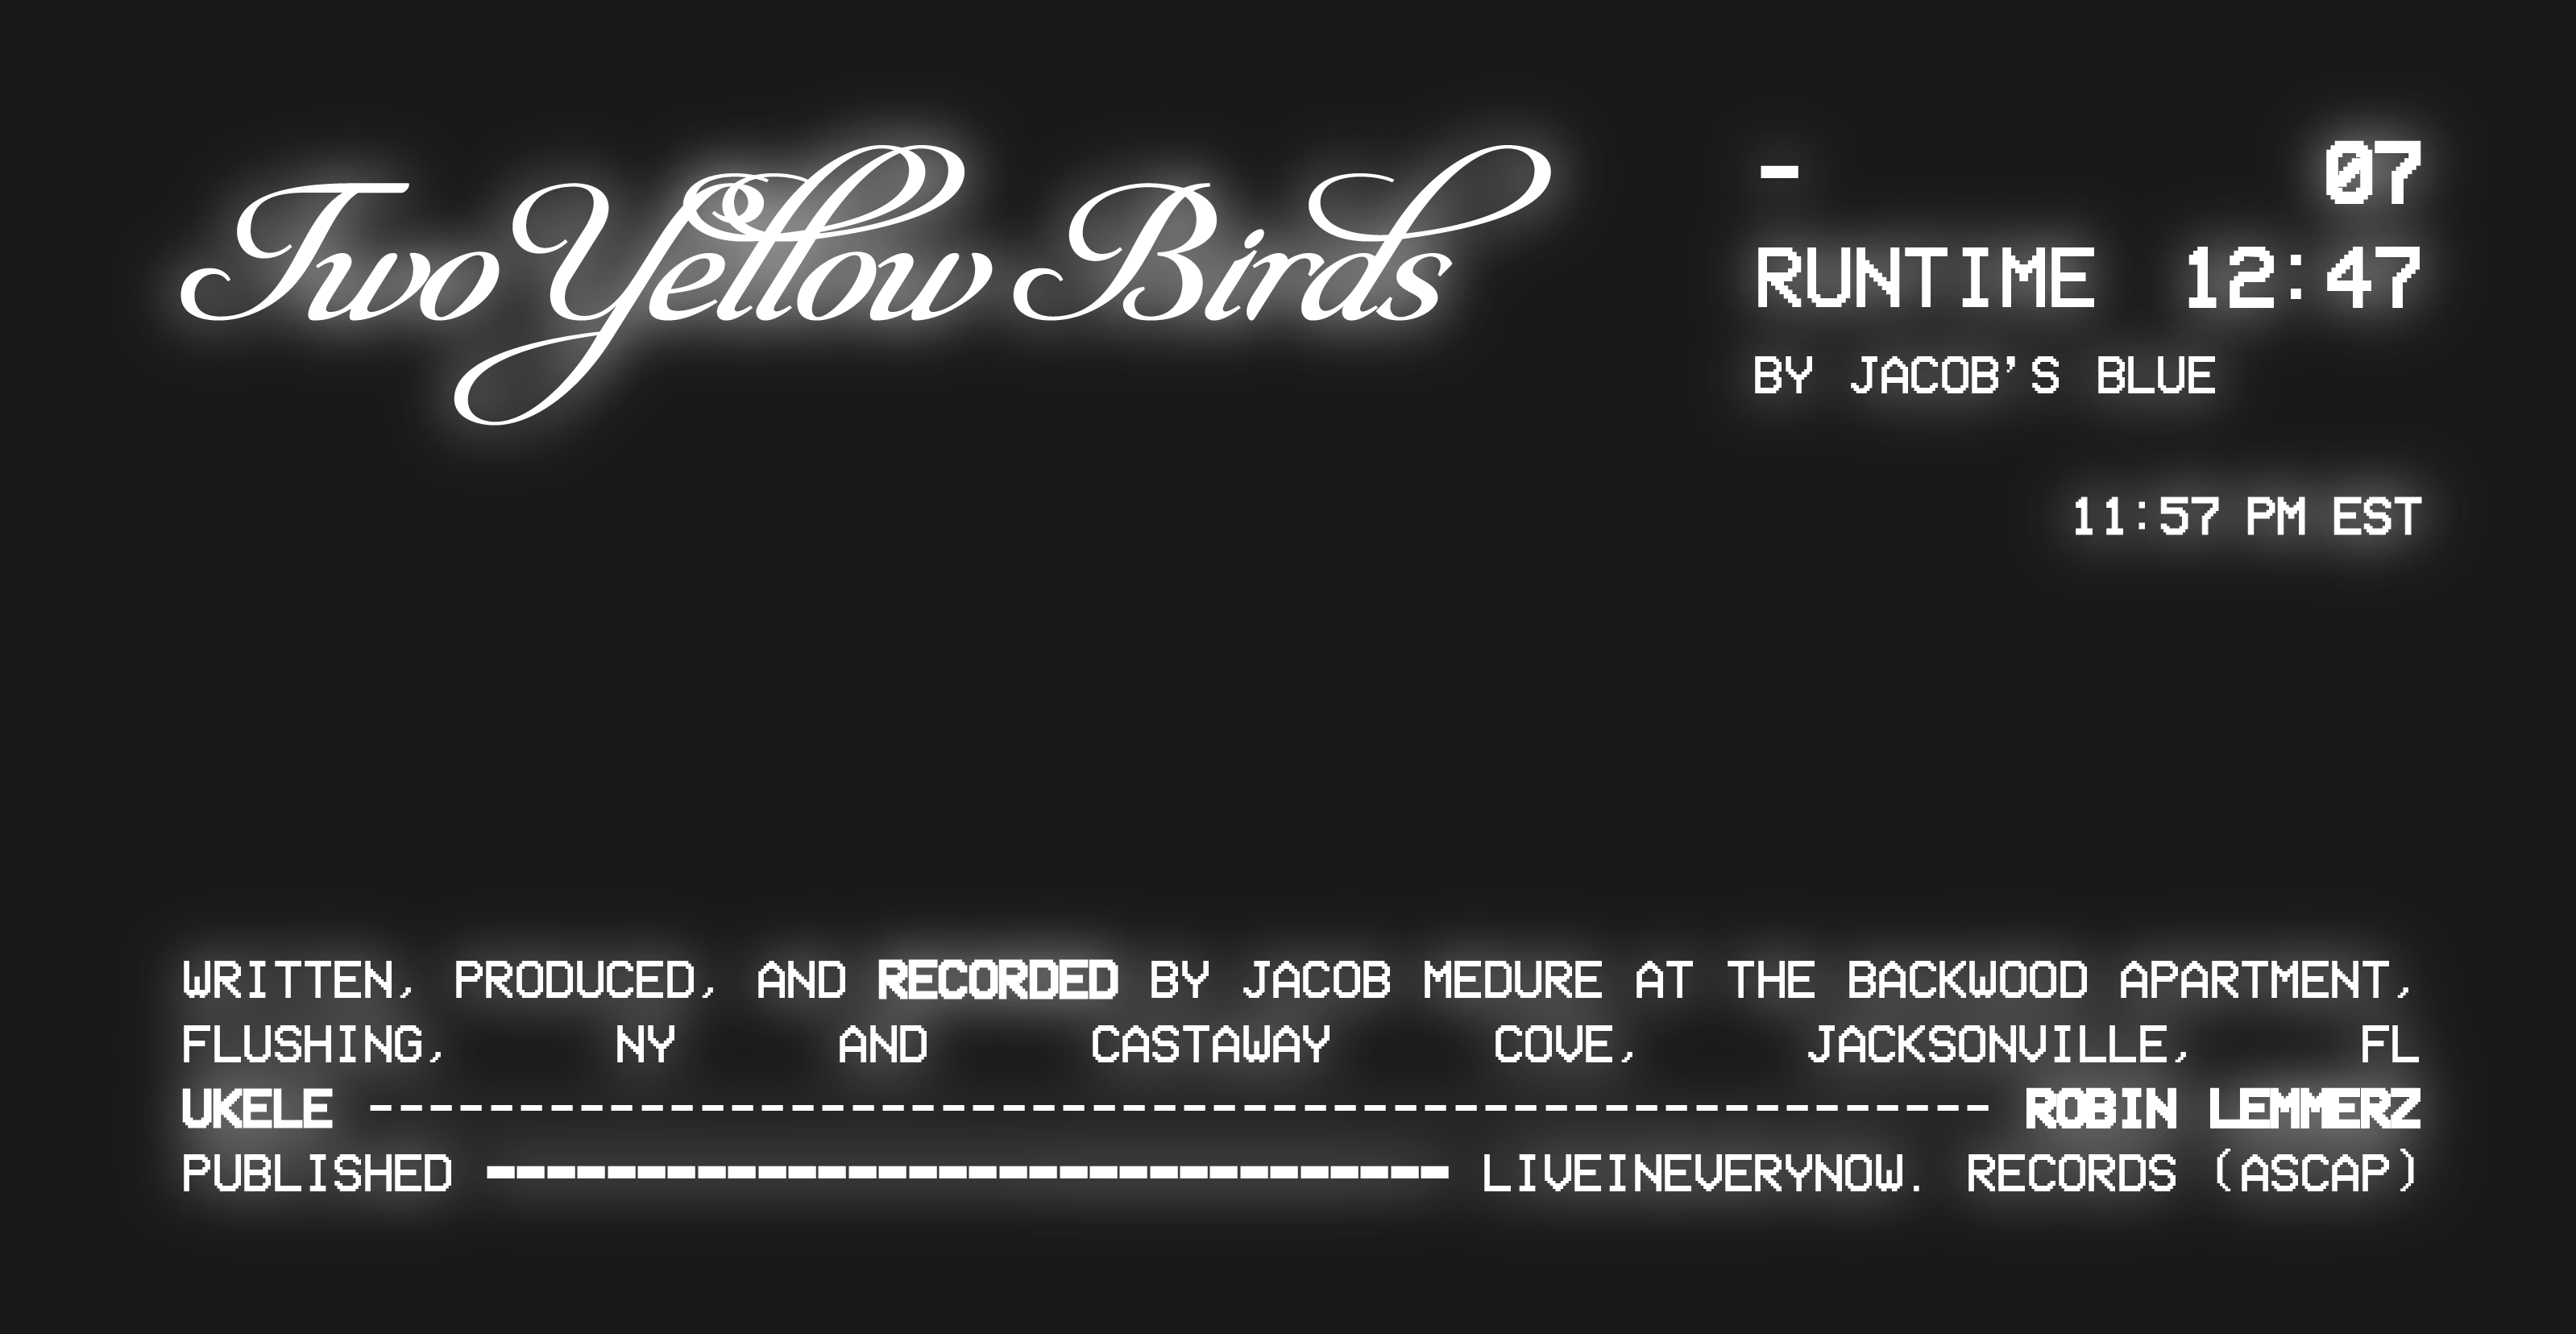 Two Yellow Birds
- 07
RUNTIME 12:47
BY JACOB'S BLUE
11:57 PM EST
WRITTEN, PRODUCED, AND RECORDED BY JACOB MEDURE AT THE BACKWOOD APARTMENT,
FLUSHING, NY AND CASTAWAY COVE, JACKSONVILLE, FL
UKELE ------------------------------------------------------ ROBIN LEMMERZ
PUBLISHED -------------------------------- LIVEINEVERYNOW. RECORDS (ASCAP)